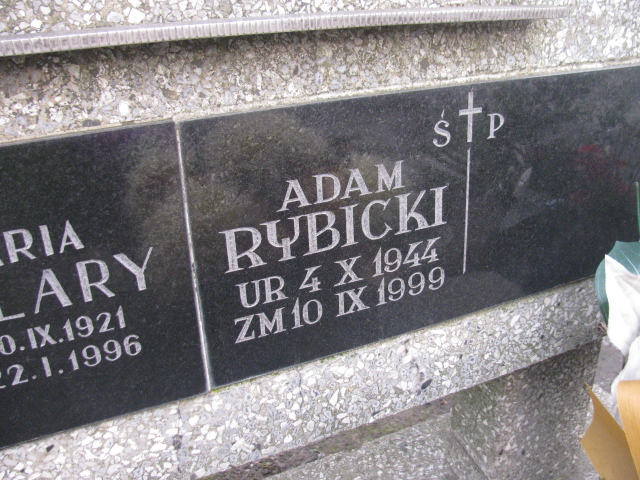 ARIA
LARY
0.IX.1921
22.I.1996
Ś P
ADAM
RYBICKI
UR 4 X 1944
ZM 10 IX 1999